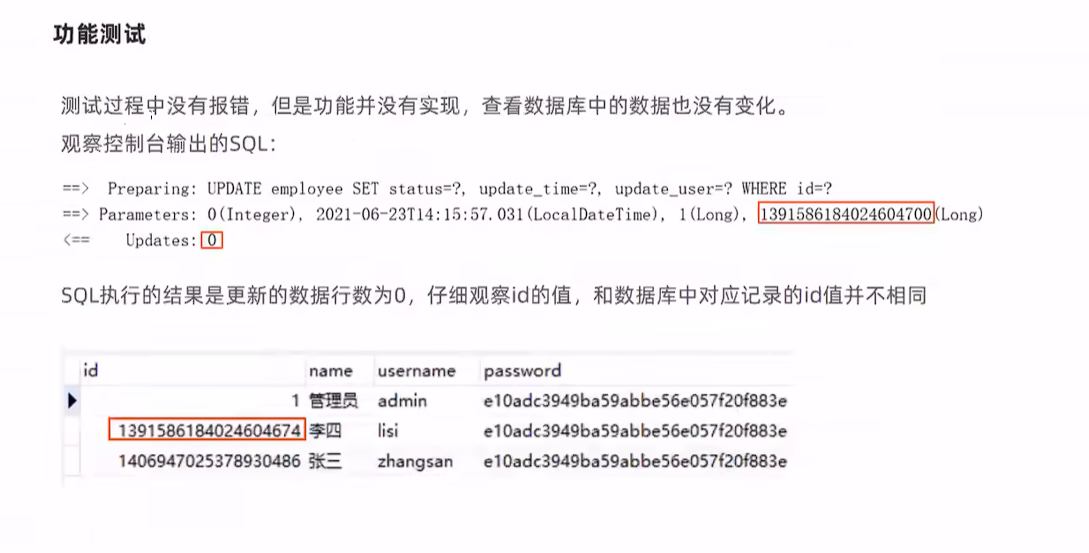 功能测试
测试过程中没有报错，但是功能并没有实现，查看数据库中的数据也没有变化。
观察控制台输出的SQL：
==>  Preparing: UPDATE employee SET status=?, update_time=?, update_user=? WHERE id=?
==> Parameters: 0(Integer), 2021-06-23T14:15:57.031(LocalDateTime), 1(Long), 1391586184024604700(Long)
<==    Updates: 0
SQL执行的结果是更新的数据行数为0，仔细观察id的值，和数据库中对应记录的id值并不相同
id name username password
1 管理员 admin e10adc3949ba59abbe56e057f20f883e
1391586184024604674 李四 lisi e10adc3949ba59abbe56e057f20f883e
1406947025378930486 张三 zhangsan e10adc3949ba59abbe56e057f20f883e